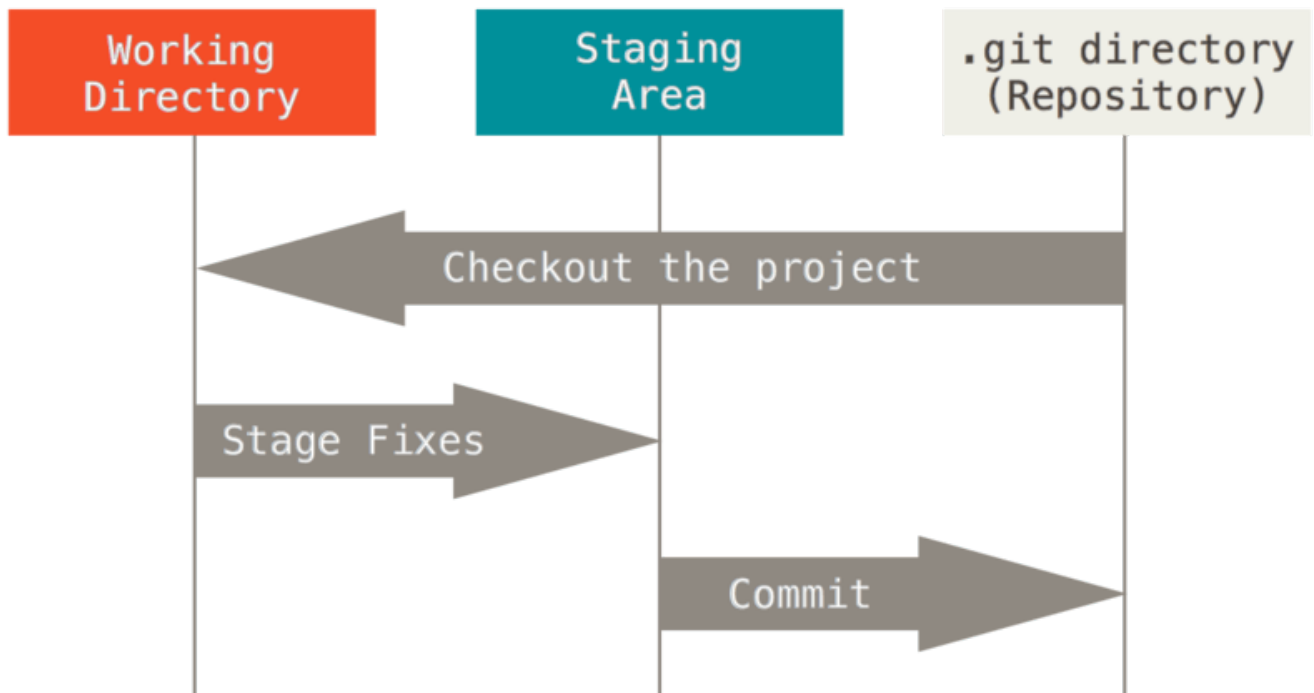 Working
Directory
Staging
Area
.git directory
(Repository)
Checkout the project
Stage Fixes
Commit